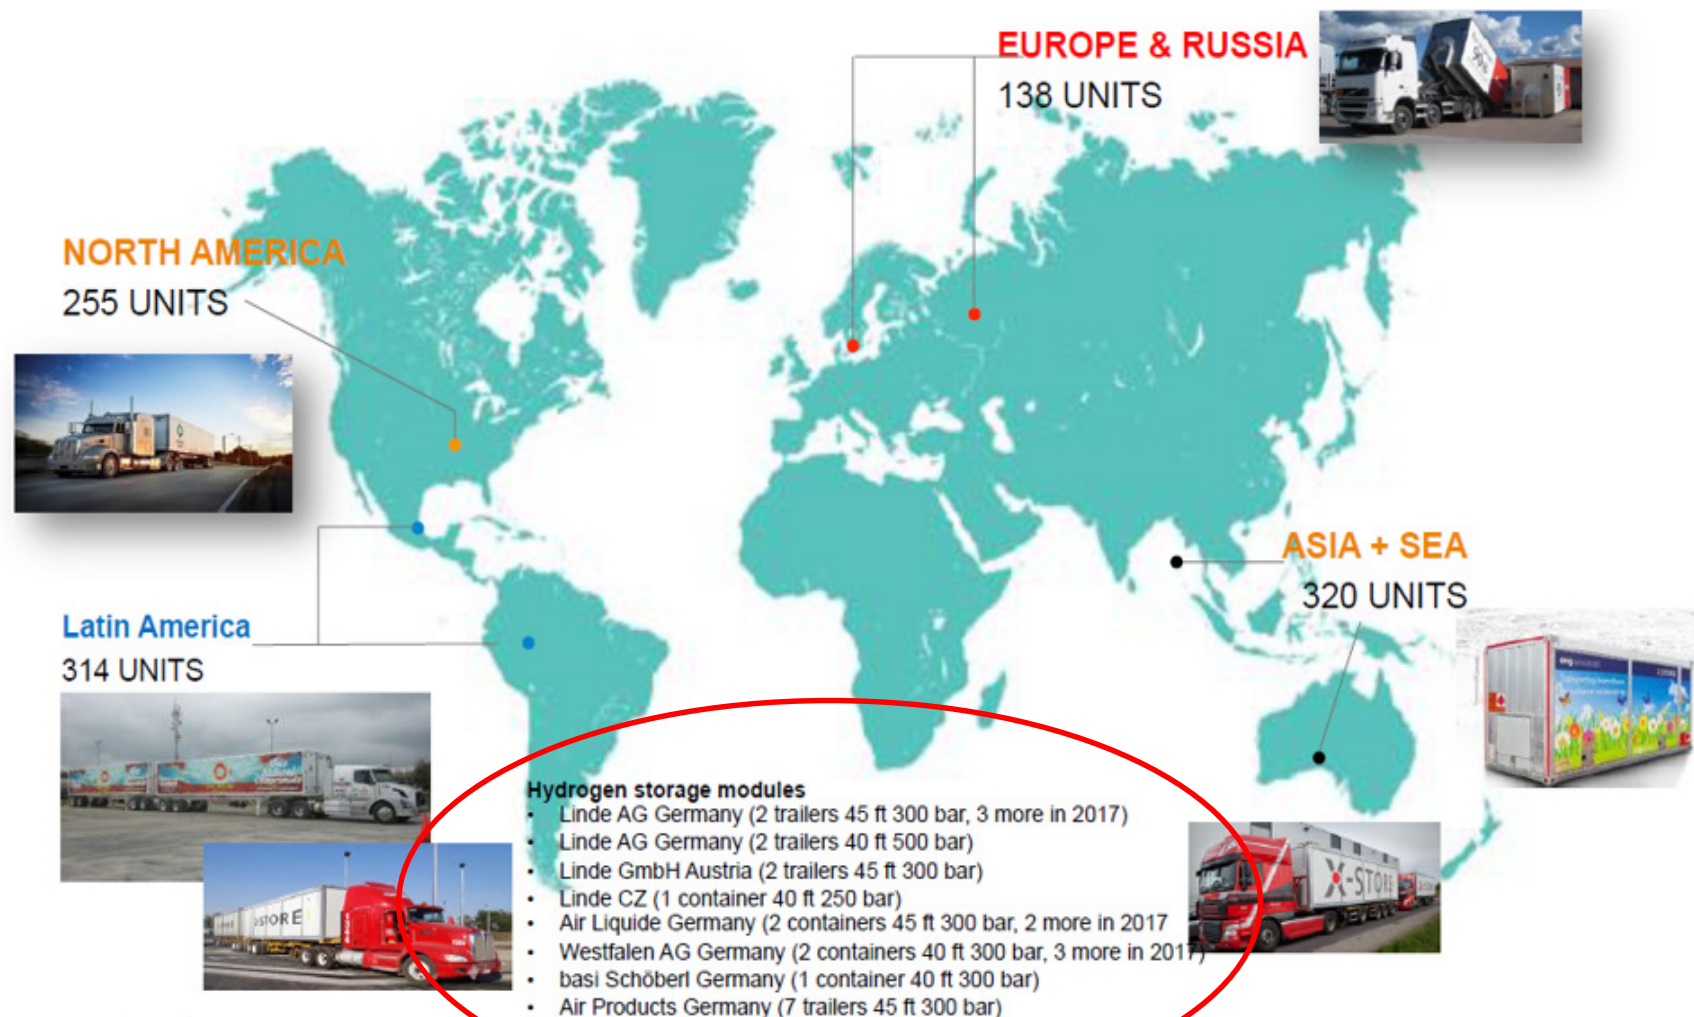 EUROPE & RUSSIA
138 UNITS
NORTH AMERICA
255 UNITS
ASIA + SEA
320 UNITS
Latin America
314 UNITS
Hydrogen storage modules
• Linde AG Germany (2 trailers 45 ft 300 bar, 3 more in 2017)
• Linde AG Germany (2 trailers 40 ft 500 bar)
• Linde GmbH Austria (2 trailers 45 ft 300 bar)
• Linde CZ (1 container 40 ft 250 bar)
• Air Liquide Germany (2 containers 45 ft 300 bar, 2 more in 2017
• Westfalen AG Germany (2 containers 40 ft 300 bar, 3 more in 2017)
• basi Schöberl Germany (1 container 40 ft 300 bar)
• Air Products Germany (7 trailers 45 ft 300 bar)
X-STORE
STORE